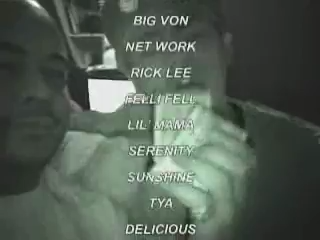 BIG VON
NET WORK
RICK LEE
FELLI FELL
LIL' MAMA
SERENITY
SUNSHINE
TYA
DELICIOUS